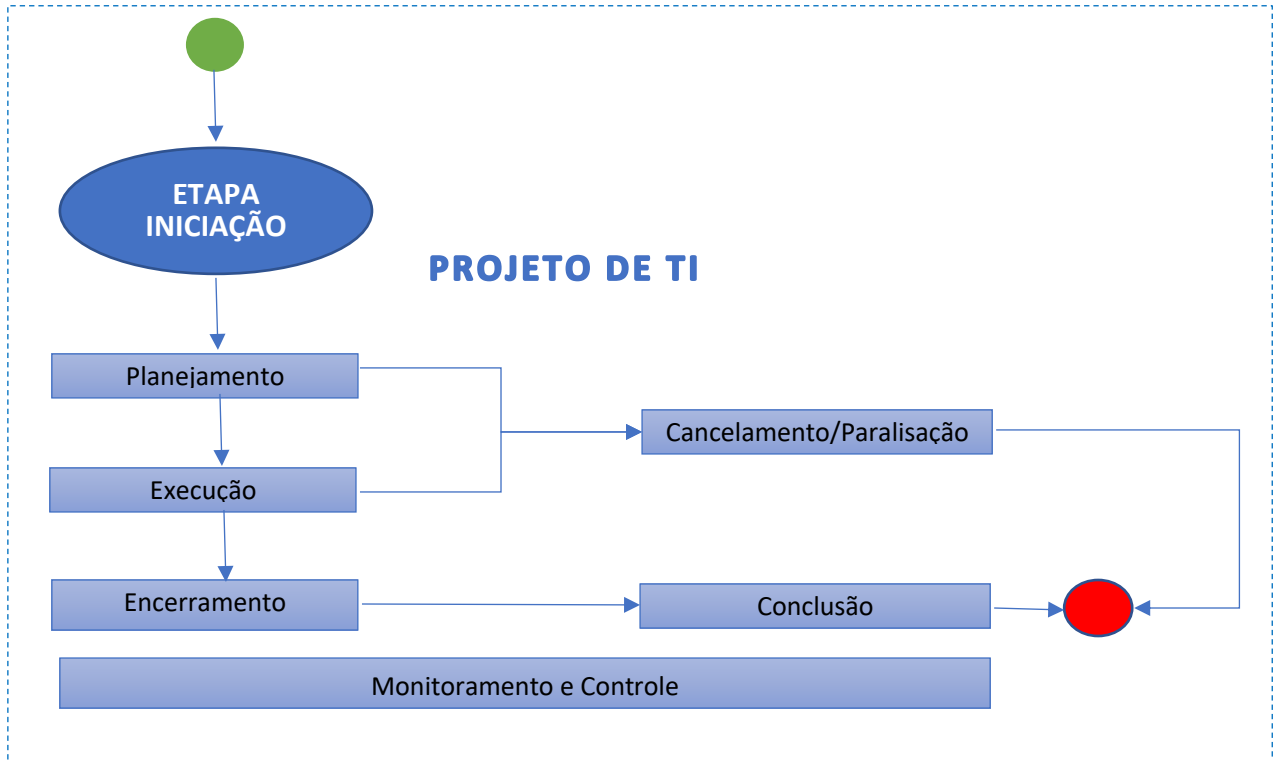 ETAPA
INICIAÇÃO
PROJETO DE TI
Planejamento
Cancelamento/Paralisação
Execução
Encerramento
Conclusão
Monitoramento e Controle